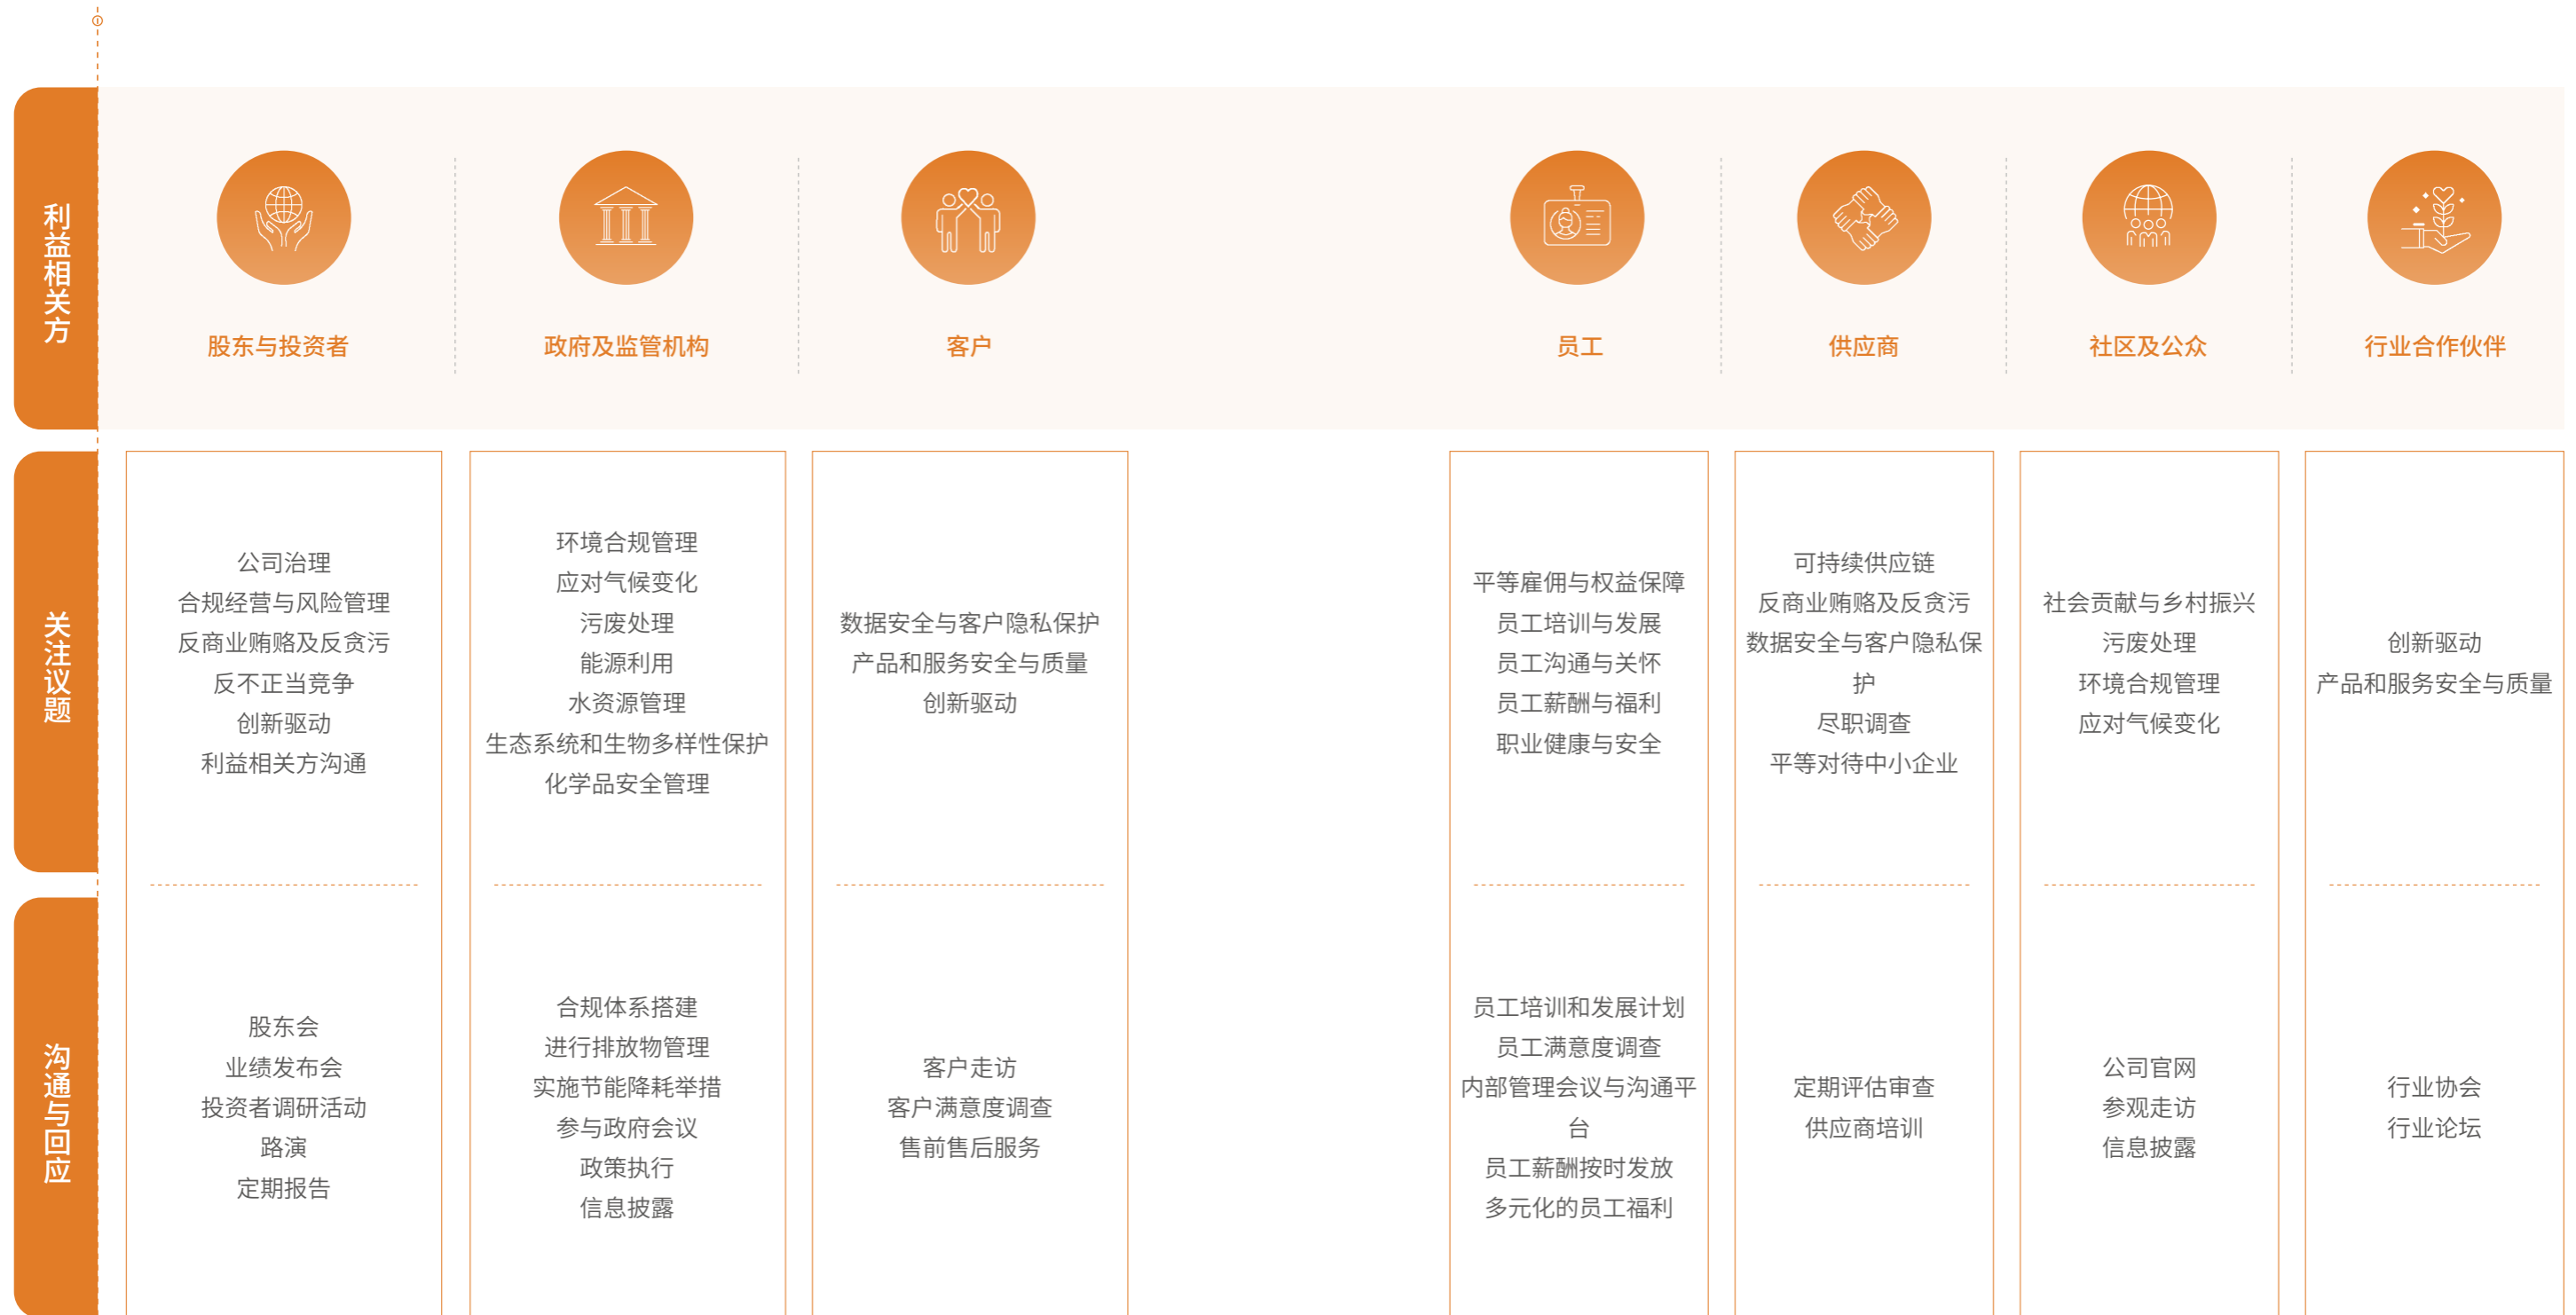 利益相关方
股东与投资者
政府及监管机构
客户
员工
供应商
社区及公众
行业合作伙伴
关注议题
公司治理
合规经营与风险管理
反商业贿赂及反贪污
反不正当竞争
创新驱动
利益相关方沟通
环境合规管理
应对气候变化
污废处理
能源利用
水资源管理
生态系统和生物多样性保护
化学品安全管理
数据安全与客户隐私保护
产品和服务安全与质量
创新驱动
平等雇佣与权益保障
员工培训与发展
员工沟通与关怀
员工薪酬与福利
职业健康与安全
可持续供应链
反商业贿赂及反贪污
数据安全与客户隐私保
护
尽职调查
平等对待中小企业
社会贡献与乡村振兴
污废处理
环境合规管理
应对气候变化
创新驱动
产品和服务安全与质量
沟通与回应
股东会
业绩发布会
投资者调研活动
路演
定期报告
合规体系搭建
进行排放物管理
实施节能降耗举措
参与政府会议
政策执行
信息披露
客户走访
客户满意度调查
售前售后服务
员工培训和发展计划
员工满意度调查
内部管理会议与沟通平
台
员工薪酬按时发放
多元化的员工福利
定期评估审查
供应商培训
公司官网
参观走访
信息披露
行业协会
行业论坛